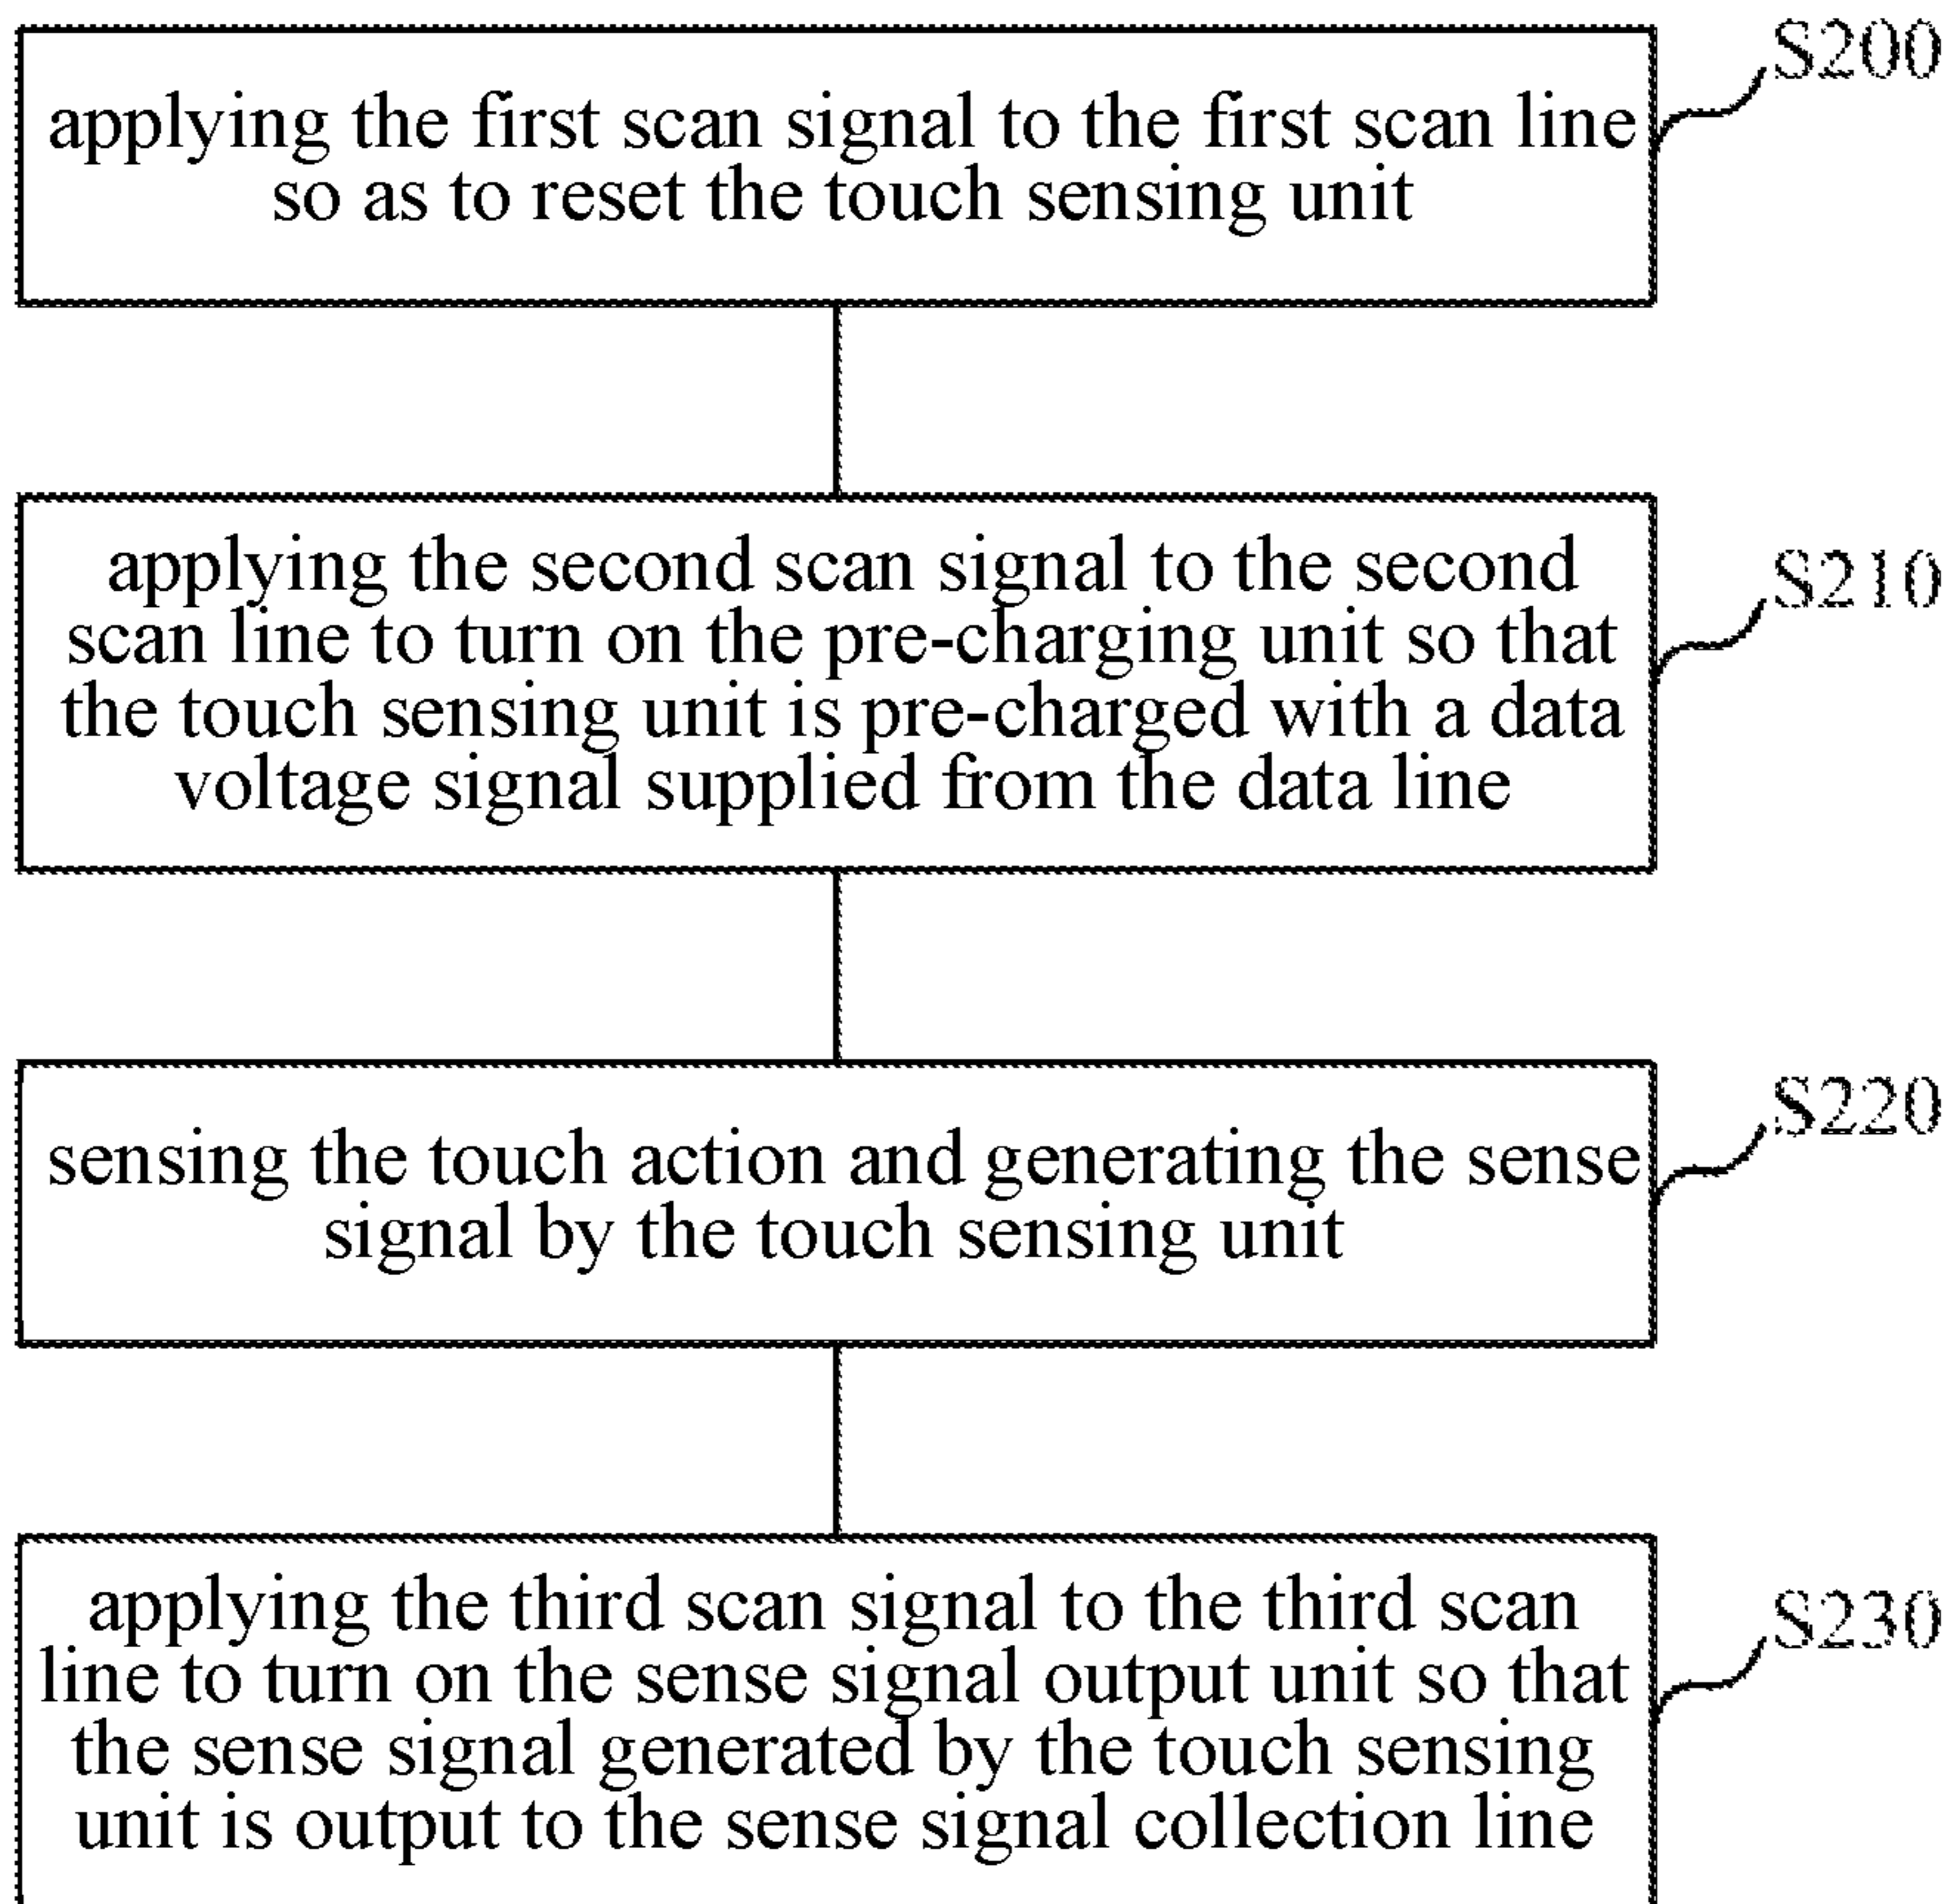 S200
applying the first scan signal to the first scan line
so as to reset the touch sensing unit
S210
applying the second scan signal to the second
scan line to turn on the pre-charging unit so that
the touch sensing unit is pre-charged with a data
voltage signal supplied from the data line
S220
sensing the touch action and generating the sense
signal by the touch sensing unit
S230
applying the third scan signal to the third scan
line to turn on the sense signal output unit so that
the sense signal generated by the touch sensing
unit is output to the sense signal collection line